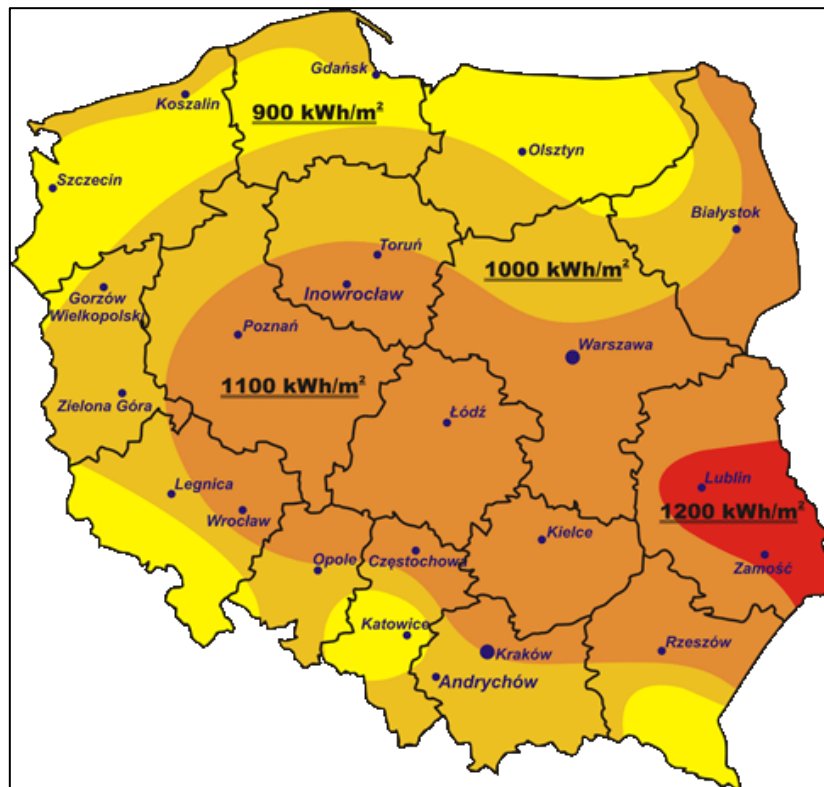 Gdańsk
Koszalin
900 kWh/m²
Olsztyn
Szczecin
Białystok
Toruń
1000 kWh/m²
Inowrocław
Gorzów
Wielkopolski
Poznań
Warszawa
1100 kWh/m²
Zielona Góra
Łódź
Lublin
Legnica
1200 kWh/m²
Wrocław
Kielce
Opole
Częstochowa
Zamość
Katowice
Kraków
Rzeszów
Andrychów